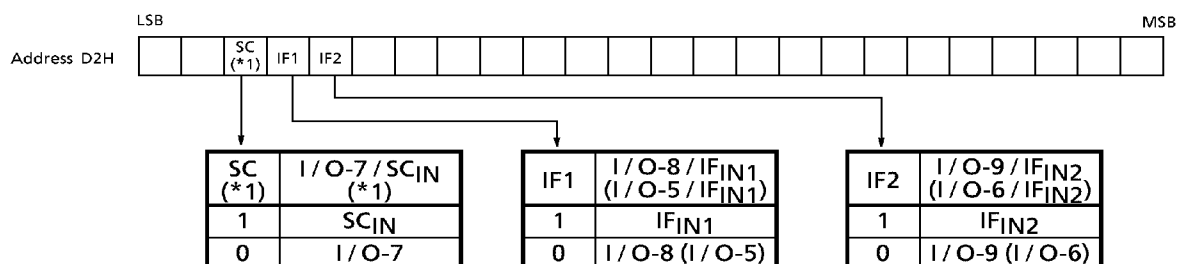 LSB MSB
Address D2H SC (*1) IF1 IF2
SC (*1) I/O-7/SCIN (*1)
1 SCIN
0 I/O-7
IF1 I/O-8/IFIN1 (I/O-5/IFIN1)
1 IFIN1
0 I/O-8 (I/O-5)
IF2 I/O-9/IFIN2 (I/O-6/IFIN2)
1 IFIN2
0 I/O-9 (I/O-6)